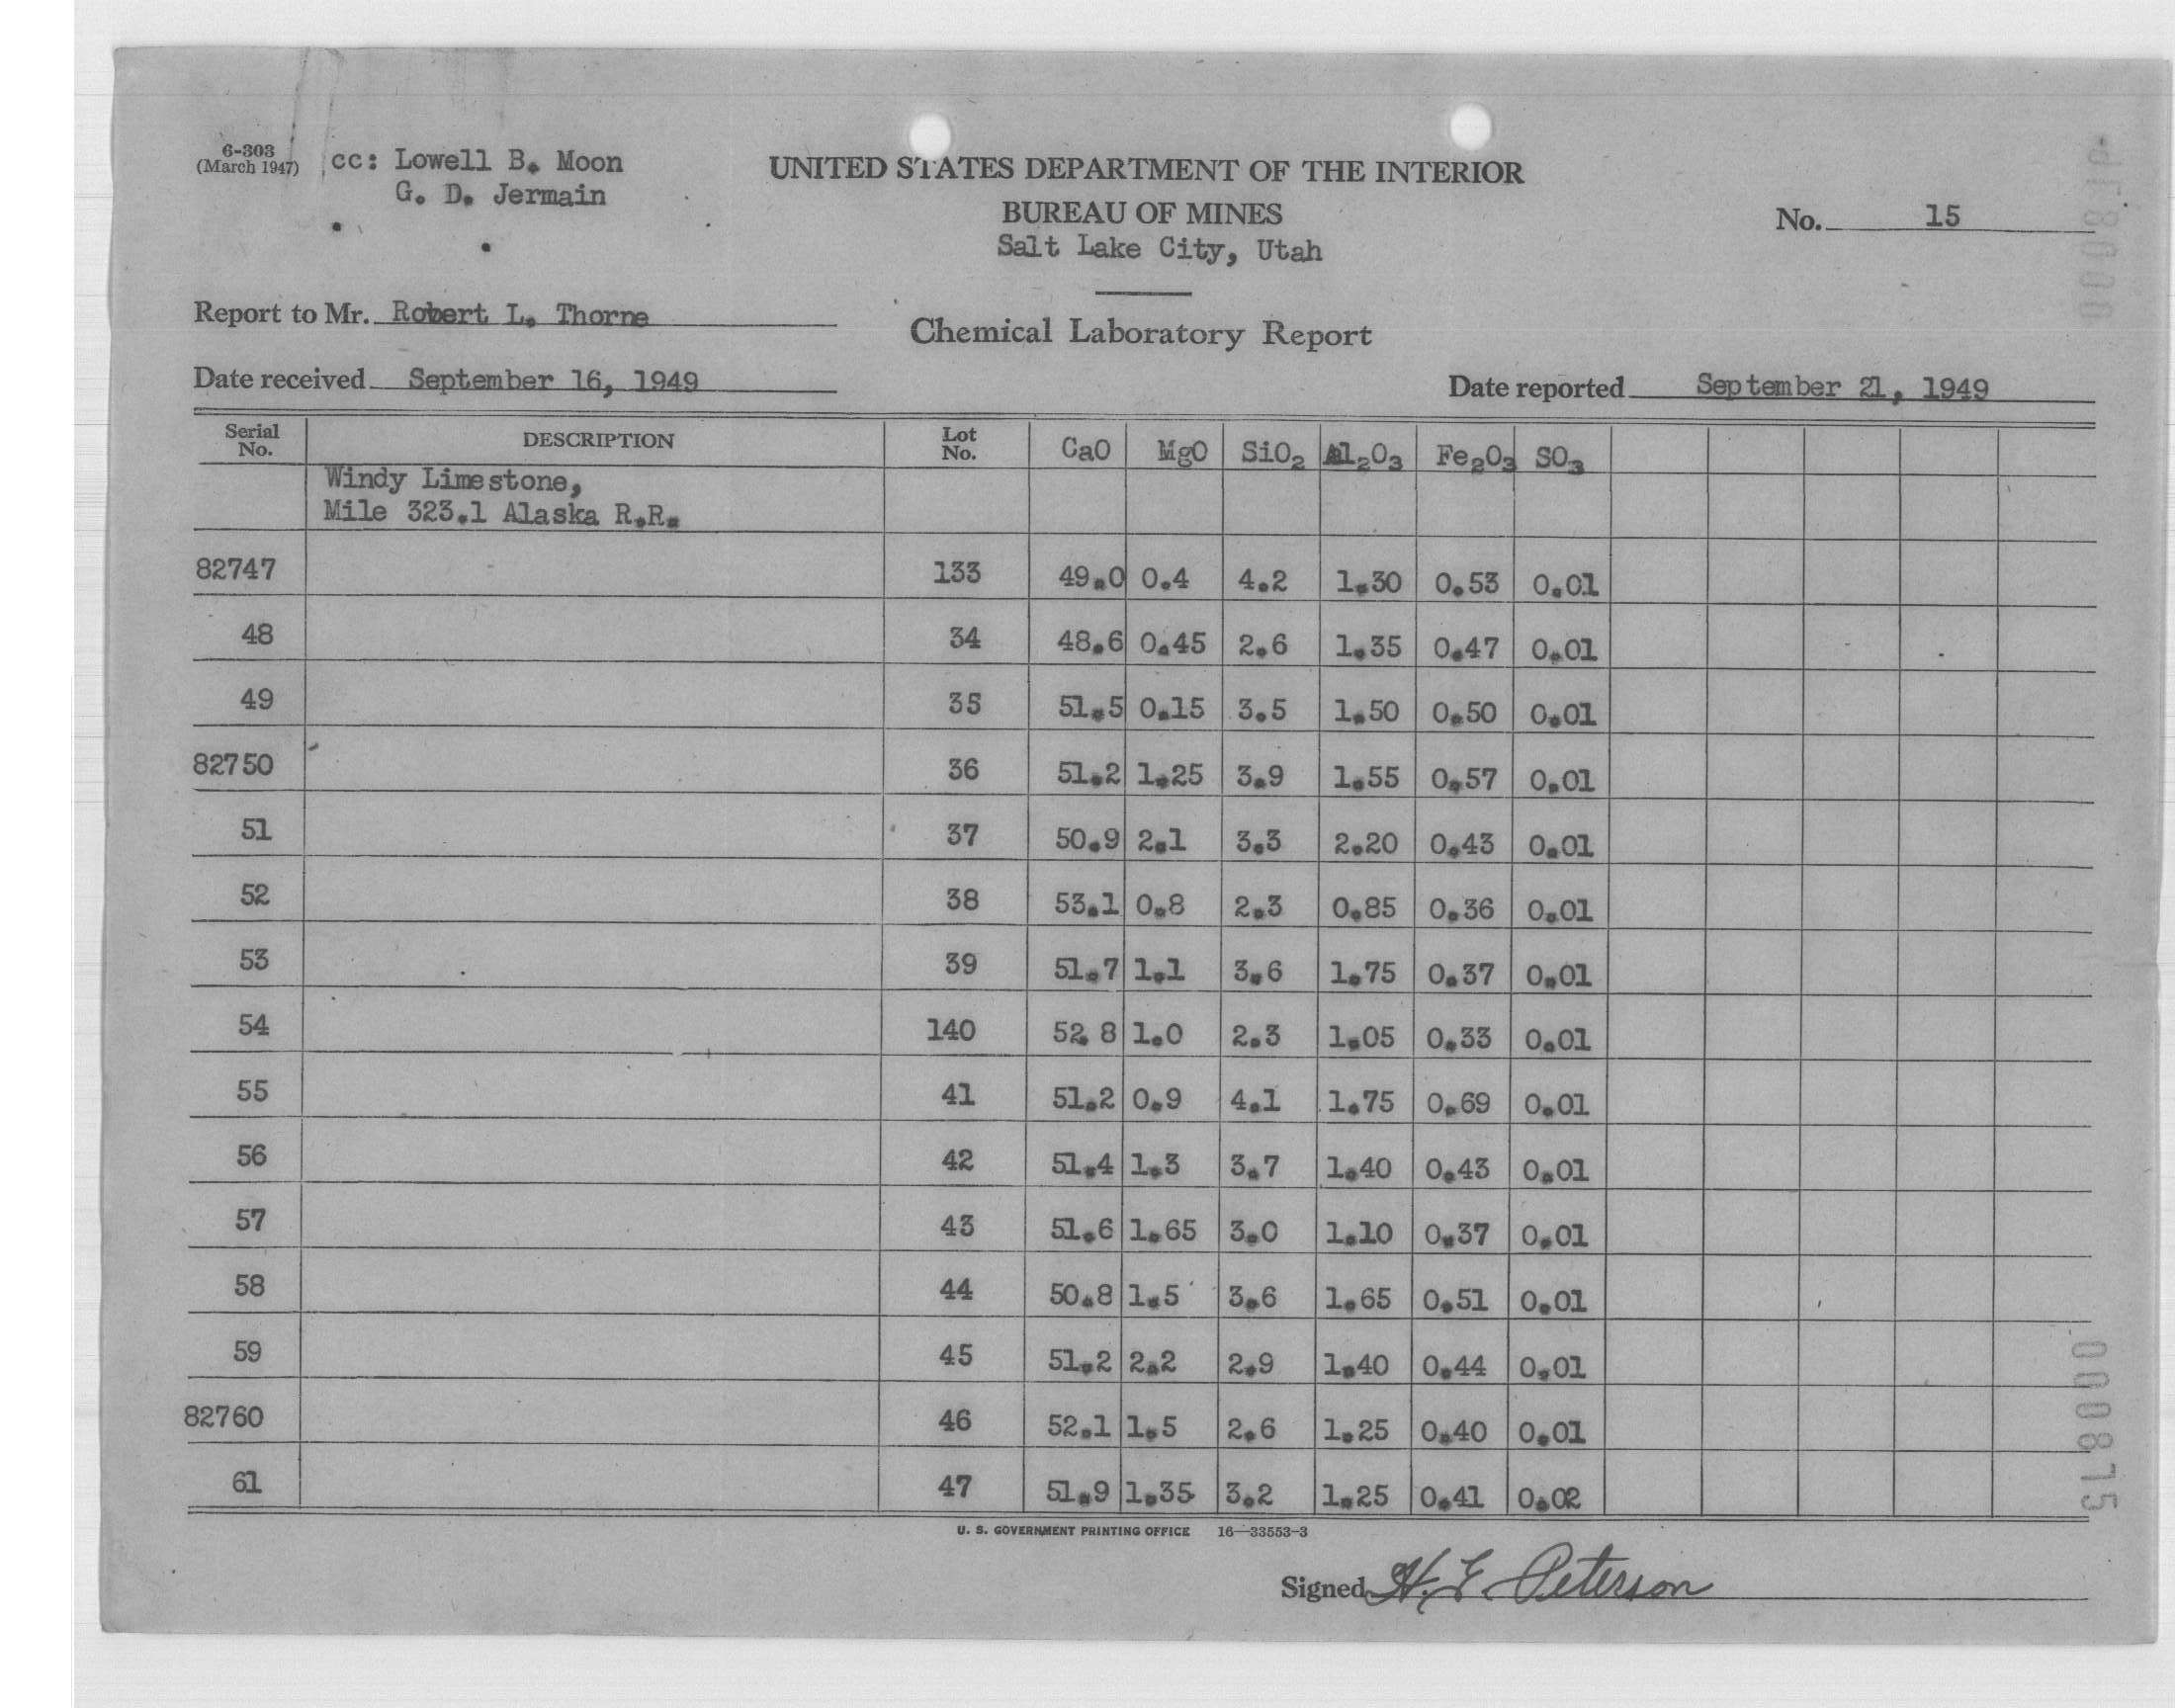 6-303
(March 1947)
cc: Lowell B. Moon
G. D. Jermain
UNITED STATES DEPARTMENT OF THE INTERIOR
BUREAU OF MINES
Salt Lake City, Utah
No. 15
Report to Mr. Robert L. Thorne
Chemical Laboratory Report
Date received September 16, 1949
Date reported September 21, 1949
Serial No. DESCRIPTION Lot No. CaO MgO SiO2 Al2O3 Fe2O3 SO3
Windy Limestone,
Mile 323.1 Alaska R.R.
82747 133 49.0 0.4 4.2 1.30 0.53 0.01
48 34 48.6 0.45 2.6 1.35 0.47 0.01
49 35 51.5 0.15 3.5 1.50 0.50 0.01
82750 36 51.2 1.25 3.9 1.55 0.57 0.01
51 37 50.9 2.1 3.3 2.20 0.43 0.01
52 38 53.1 0.8 2.3 0.85 0.36 0.01
53 39 51.7 1.1 3.6 1.75 0.37 0.01
54 140 52.8 1.0 2.3 1.05 0.33 0.01
55 41 51.2 0.9 4.1 1.75 0.69 0.01
56 42 51.4 1.3 3.7 1.40 0.43 0.01
57 43 51.6 1.65 3.0 1.10 0.37 0.01
58 44 50.8 1.5 3.6 1.65 0.51 0.01
59 45 51.2 2.2 2.9 1.40 0.44 0.01
82760 46 52.1 1.5 2.6 1.25 0.40 0.01
61 47 51.9 1.35 3.2 1.25 0.41 0.02
U. S. GOVERNMENT PRINTING OFFICE 16—33553-3
Signed H. E. Peterson
000875